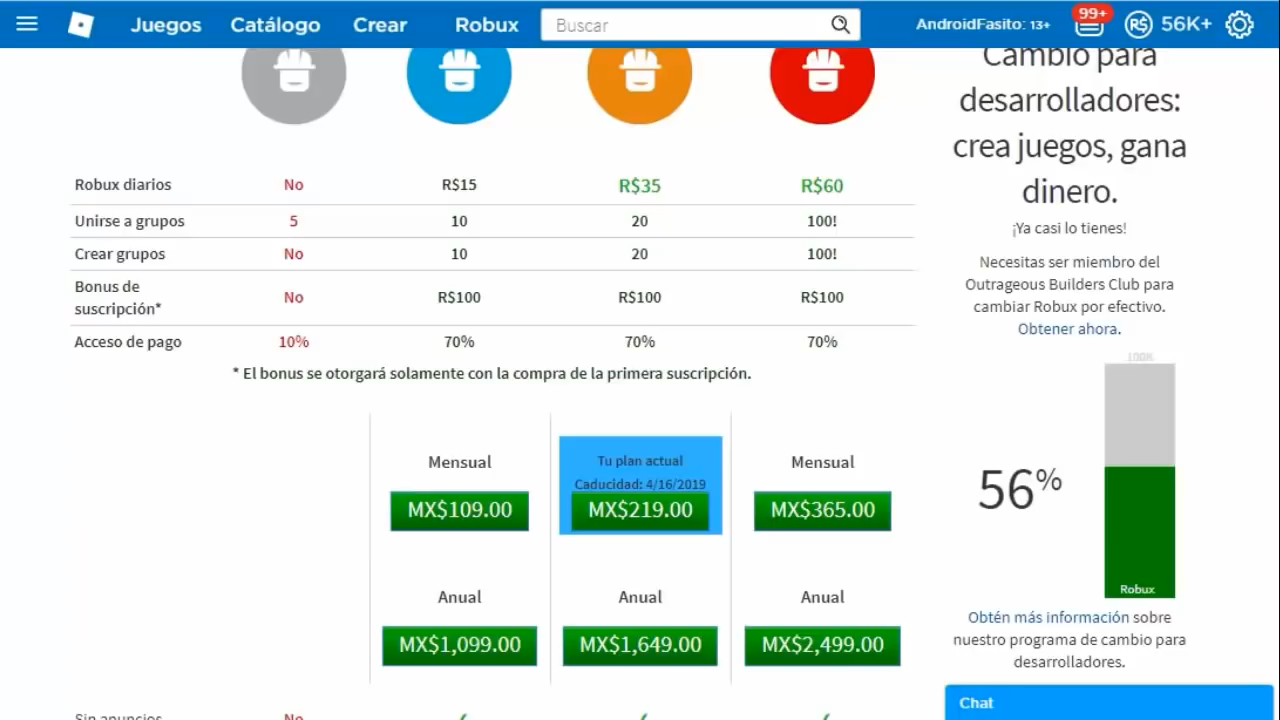 Juegos Catálogo Crear Robux Buscar AndroidFasito: 13+ 99+ R$ 56K+
Robux diarios No R$15 R$35 R$60
Unirse a grupos 5 10 20 100!
Crear grupos No 10 20 100!
Bonus de
suscripción* No R$100 R$100 R$100
Acceso de pago 10% 70% 70% 70%
* El bonus se otorgará solamente con la compra de la primera suscripción.
Mensual Tu plan actual Mensual
Caducidad: 4/16/2019
MX$109.00 MX$219.00 MX$365.00
Anual Anual Anual
MX$1,099.00 MX$1,649.00 MX$2,499.00
Sin anuncios No
Cambio para
desarrolladores:
crea juegos, gana
dinero.
¡Ya casi lo tienes!
Necesitas ser miembro del
Outrageous Builders Club para
cambiar Robux por efectivo.
Obtener ahora.
100%
56%
Robux
Obtén más información sobre
nuestro programa de cambio para
desarrolladores.
Chat